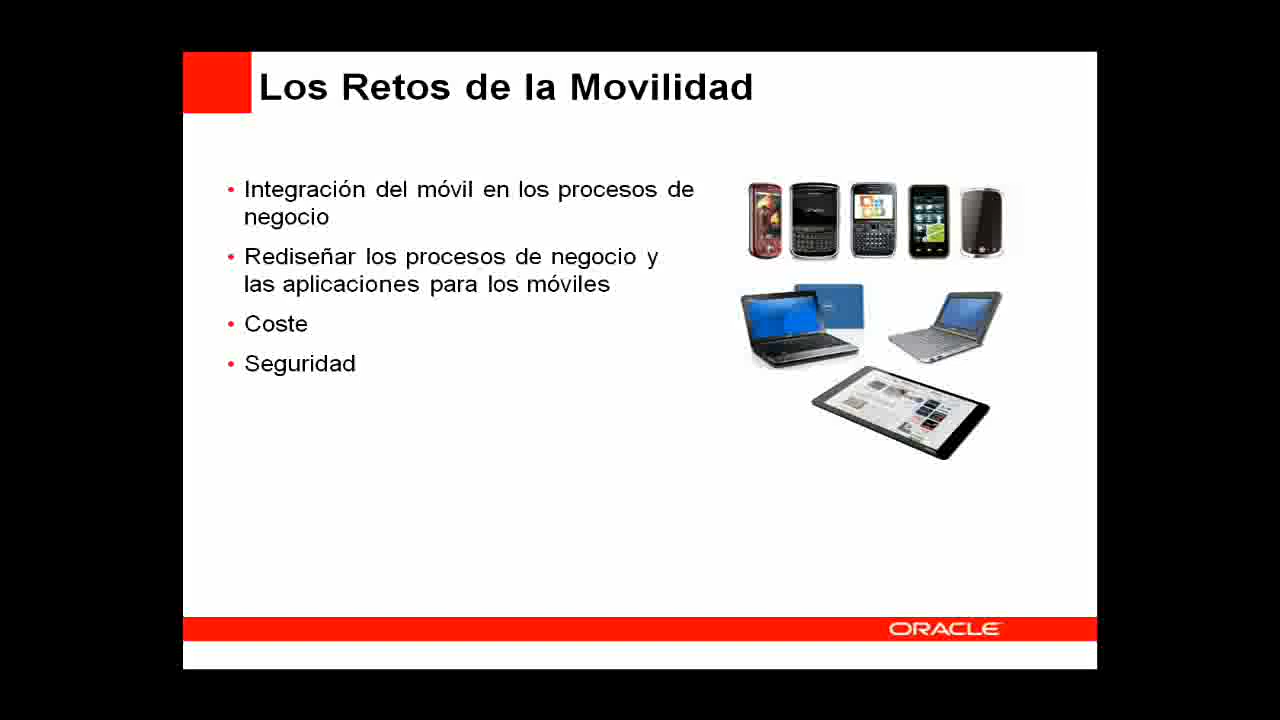 Los Retos de la Movilidad
• Integración del móvil en los procesos de
negocio
• Rediseñar los procesos de negocio y
las aplicaciones para los móviles
• Coste
• Seguridad
ORACLE